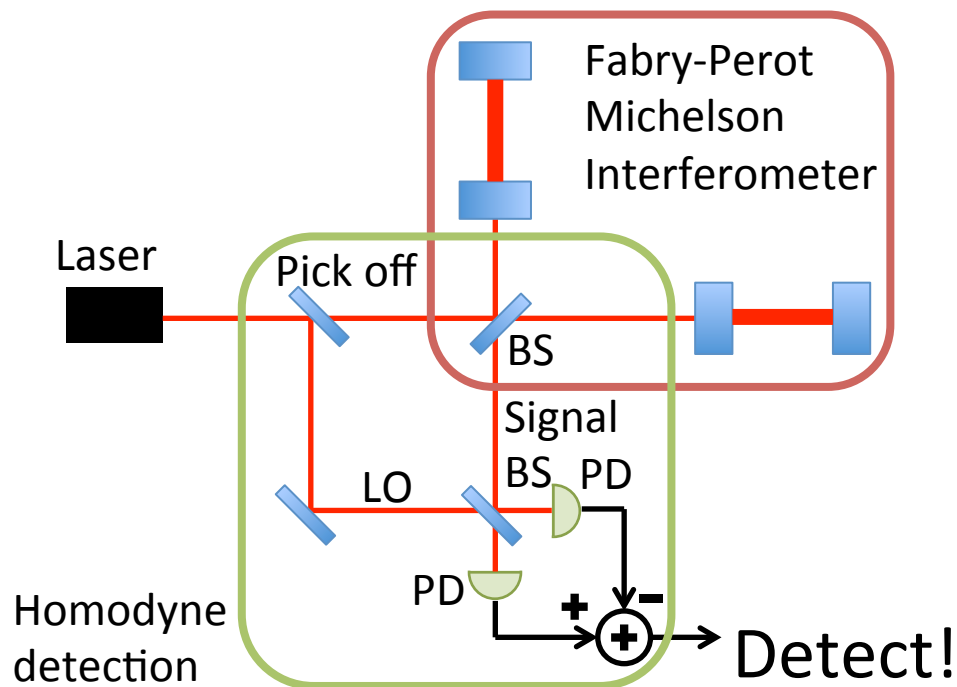 Fabry-Perot
Michelson
Interferometer
Laser
Pick off
BS
Signal
BS
PD
LO
PD
+
−
+
Homodyne
detection
Detect!